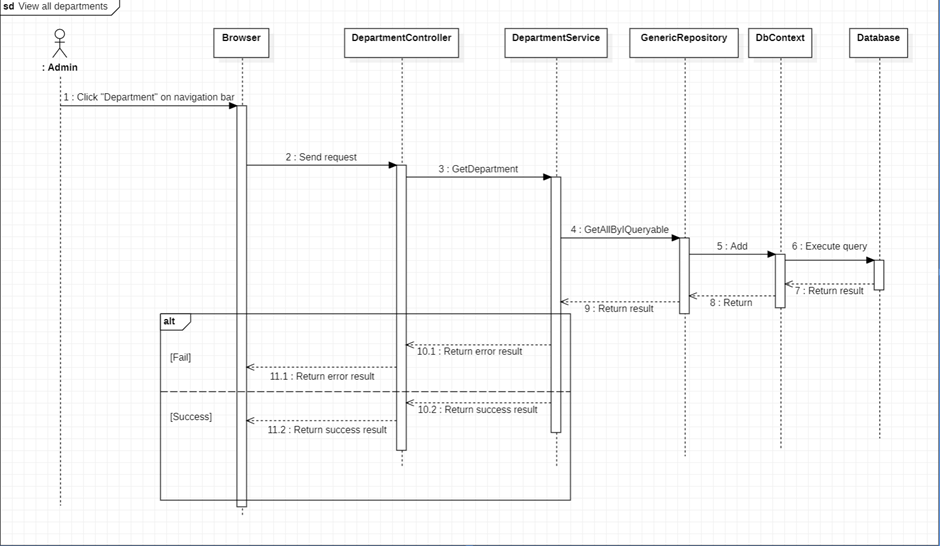 sd View all departments
: Admin
Browser
DepartmentController
DepartmentService
GenericRepository
DbContext
Database
1 : Click "Department" on navigation bar
2 : Send request
3 : GetDepartment
4 : GetAllByIQueryable
5 : Add
6 : Execute query
7 : Return result
8 : Return
9 : Return result
alt
[Fail]
10.1 : Return error result
11.1 : Return error result
[Success]
10.2 : Return success result
11.2 : Return success result